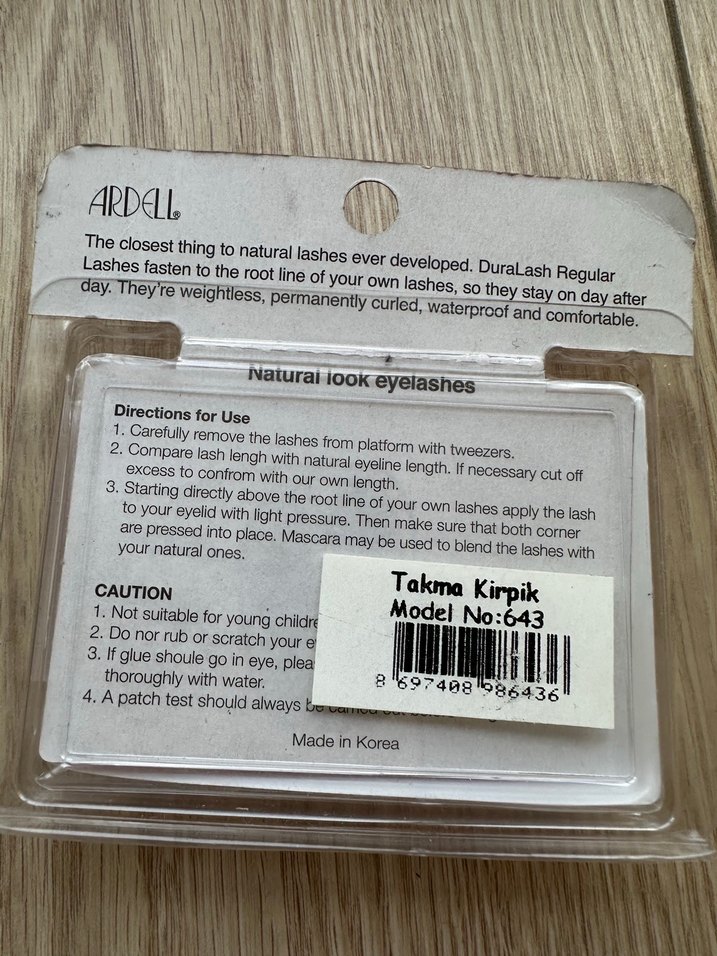 ARDELL®
The closest thing to natural lashes ever developed. DuraLash Regular
Lashes fasten to the root line of your own lashes, so they stay on day after
day. They're weightless, permanently curled, waterproof and comfortable.
Natural look eyelashes
Directions for Use
1. Carefully remove the lashes from platform with tweezers.
2. Compare lash lengh with natural eyeline length. If necessary cut off
excess to confrom with our own length.
3. Starting directly above the root line of your own lashes apply the lash
to your eyelid with light pressure. Then make sure that both corner
are pressed into place. Mascara may be used to blend the lashes with
your natural ones.
CAUTION
1. Not suitable for young
2. Do nor rub or scratch your
3. If glue shoule go in eye,
thoroughly with water.
4. A patch test should always be
Made in Korea
Takma Kirpik
Model No:643
8 697408 986436